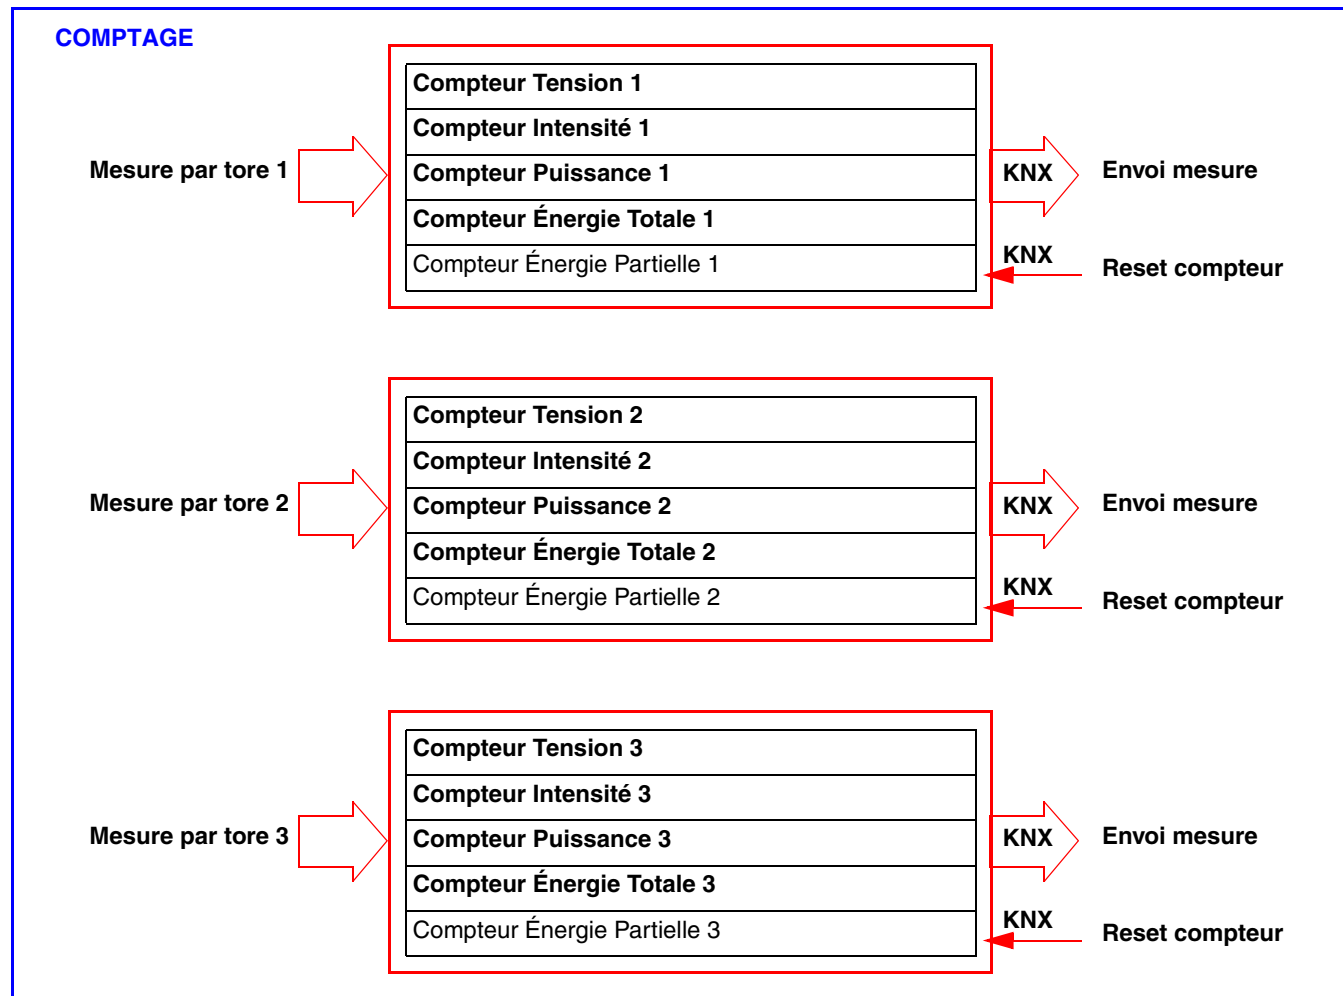 COMPTAGE
Compteur Tension 1
Compteur Intensité 1
Mesure par tore 1
Compteur Puissance 1
KNX
Envoi mesure
Compteur Énergie Totale 1
Compteur Énergie Partielle 1
KNX
Reset compteur
Compteur Tension 2
Compteur Intensité 2
Mesure par tore 2
Compteur Puissance 2
KNX
Envoi mesure
Compteur Énergie Totale 2
Compteur Énergie Partielle 2
KNX
Reset compteur
Compteur Tension 3
Compteur Intensité 3
Mesure par tore 3
Compteur Puissance 3
KNX
Envoi mesure
Compteur Énergie Totale 3
Compteur Énergie Partielle 3
KNX
Reset compteur